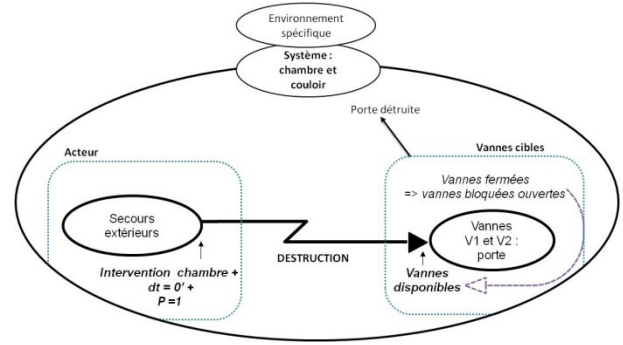 Environnement
spécifique
Système :
chambre et
couloir
Porte détruite
Acteur
Vannes cibles
Vannes fermées
=> vannes bloquées ouvertes
Secours
extérieurs
Vannes
V1 et V2 :
porte
DESTRUCTION
Intervention chambre +
dt = 0’ +
P =1
Vannes
disponibles